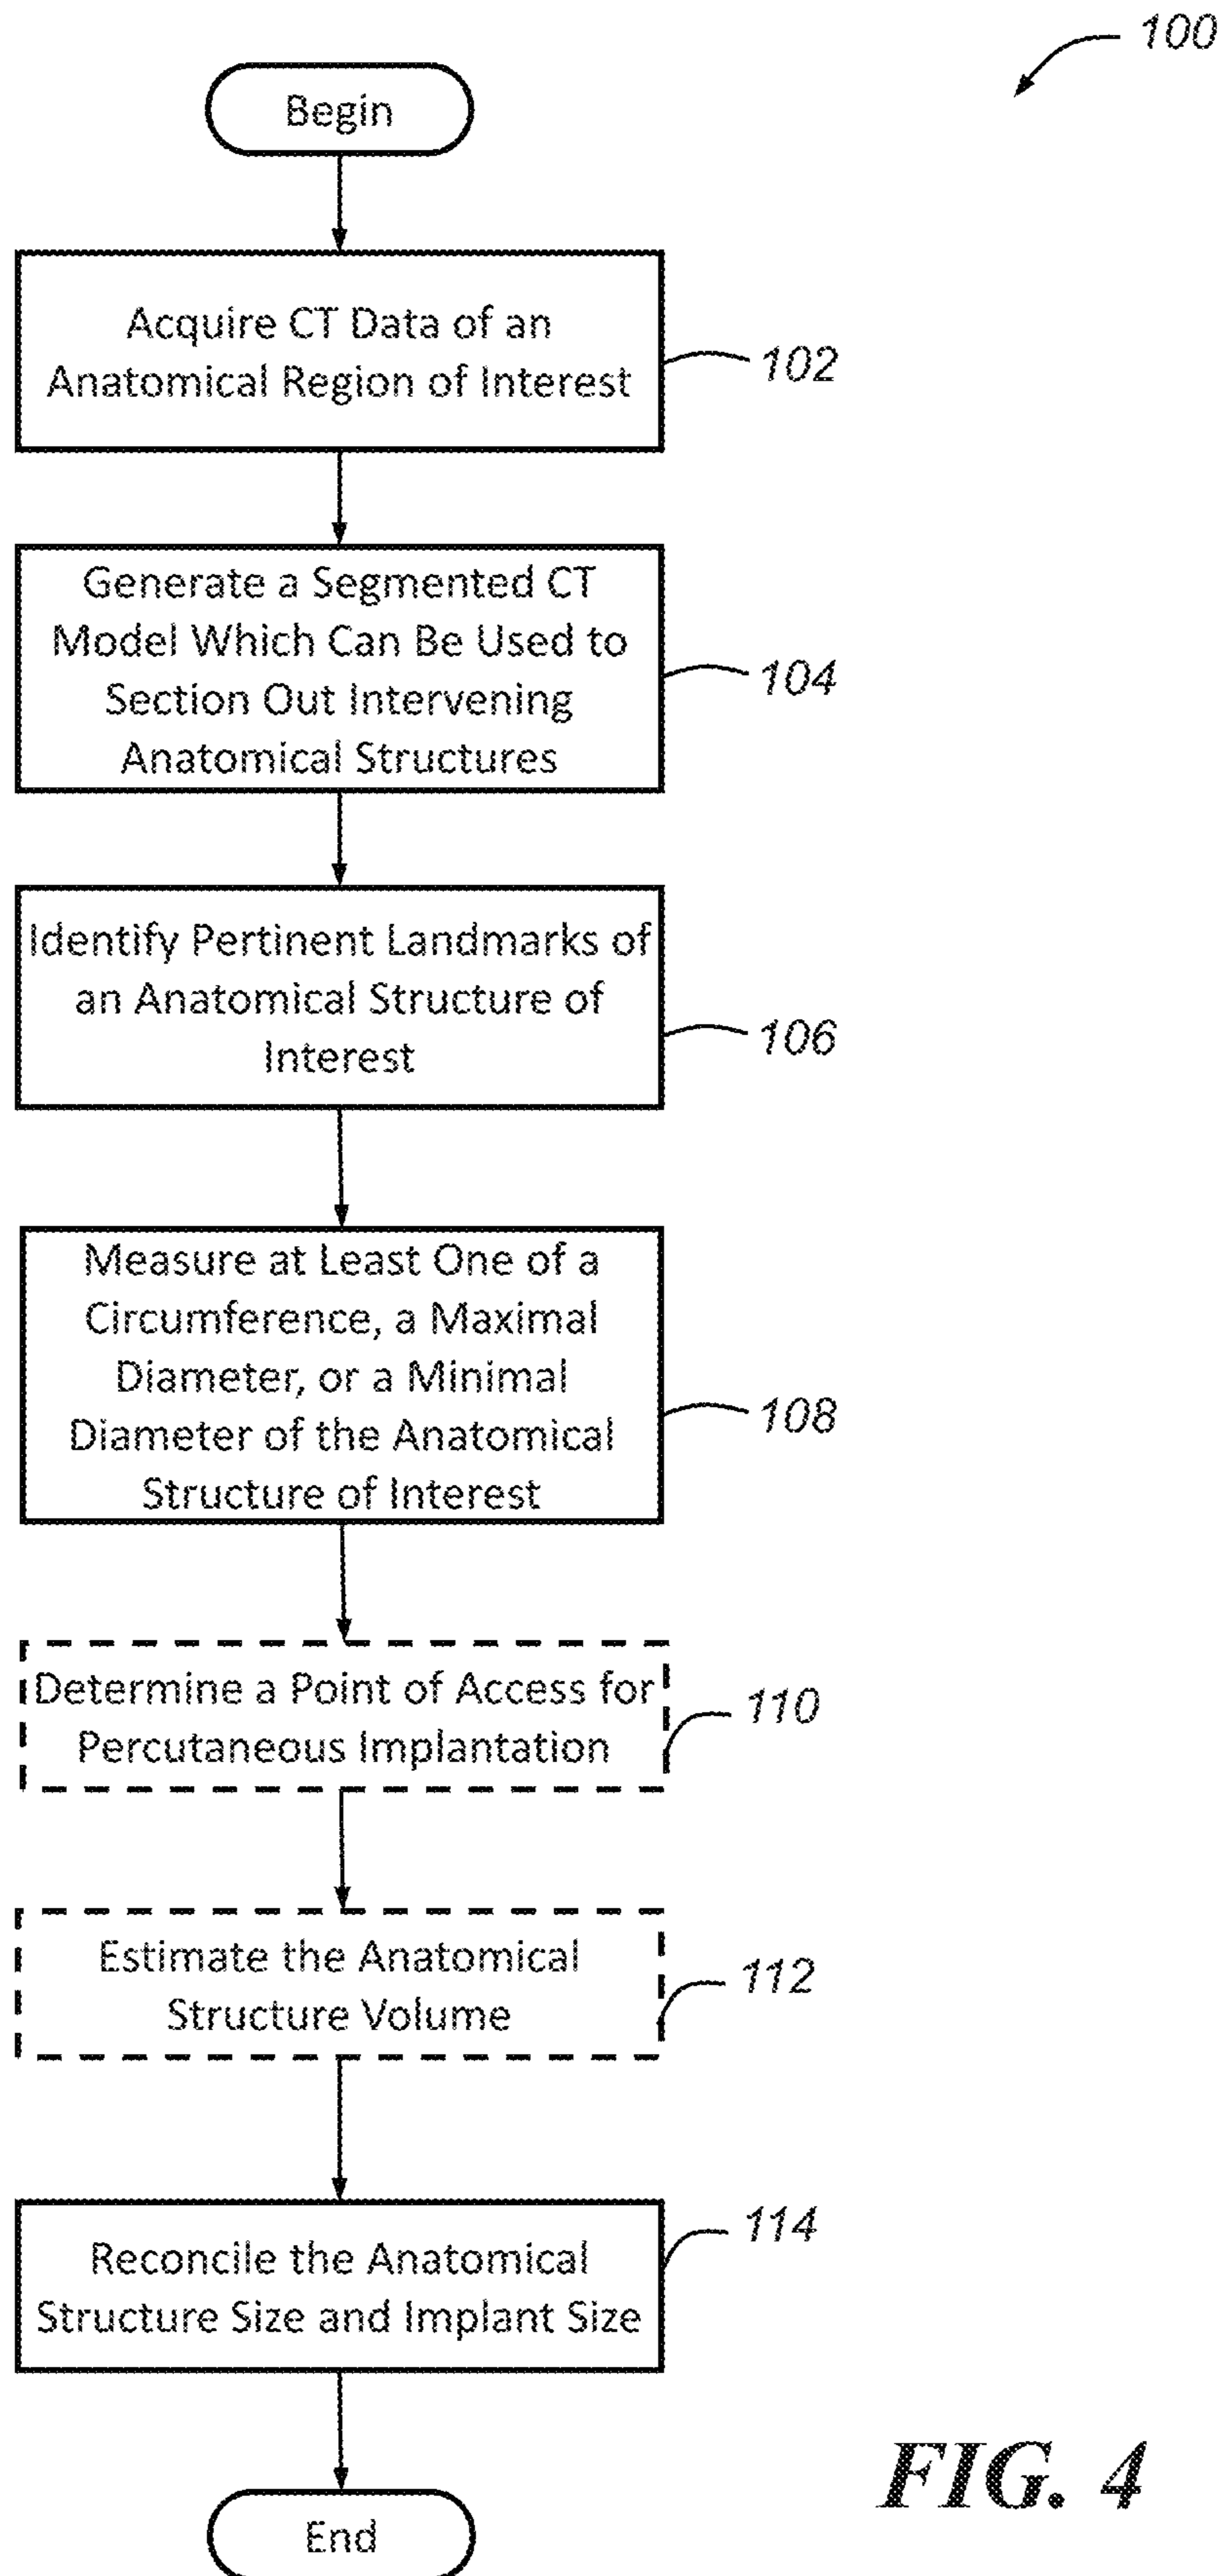 100
Begin
Acquire CT Data of an
Anatomical Region of Interest
102
Generate a Segmented CT
Model Which Can Be Used to
Section Out Intervening
Anatomical Structures
104
Identify Pertinent Landmarks of
an Anatomical Structure of
Interest
106
Measure at Least One of a
Circumference, a Maximal
Diameter, or a Minimal
Diameter of the Anatomical
Structure of Interest
108
Determine a Point of Access for
Percutaneous Implantation
110
Estimate the Anatomical
Structure Volume
112
Reconcile the Anatomical
Structure Size and Implant Size
114
End
FIG. 4